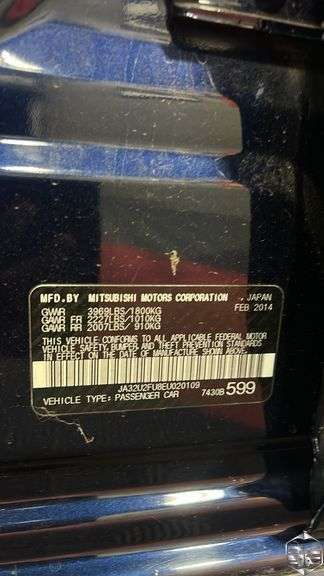 MFD.BY MITSUBISHI MOTORS CORPORATION , JAPAN
GVWR 3969LBS/1800KG FEB 2014
GAWR FR 2227LBS/1010KG
GAWR RR 2007LBS/ 910KG
THIS VEHICLE CONFORMS TO ALL APPLICABLE FEDERAL MOTOR
VEHICLE SAFETY,BUMPER, AND THEFT PREVENTION STANDARDS
IN EFFECT ON THE DATE OF MANUFACTURE SHOWN ABOVE.
JA32U2FU8EU020109
VEHICLE TYPE: PASSENGER CAR 7430B 599